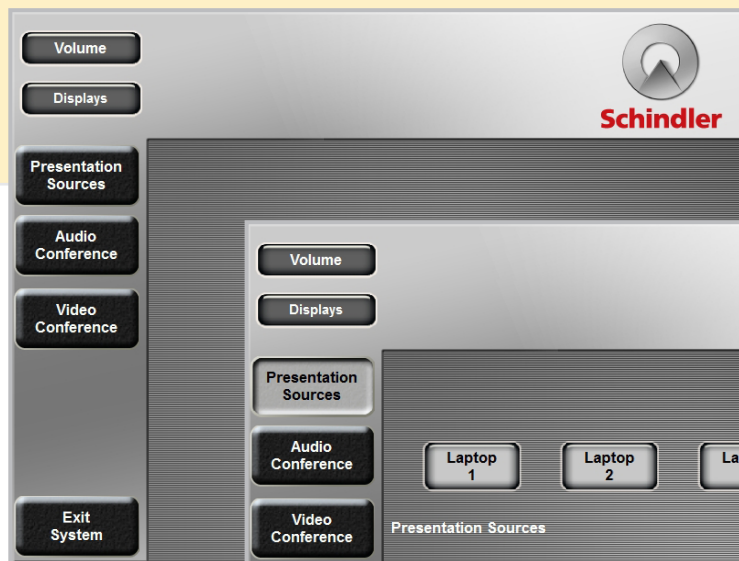 Volume
Displays
Schindler
Presentation
Sources
Audio
Conference
Video
Conference
Exit
System
Volume
Displays
Presentation
Sources
Audio
Conference
Video
Conference
Laptop
1
Laptop
2
La
Presentation Sources